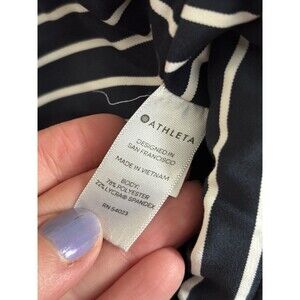 ATHLETA
DESIGNED IN
SAN FRANCISCO
MADE IN VIETNAM
BODY:
78% POLYESTER
22% LYCRA® SPANDEX
RN 54023